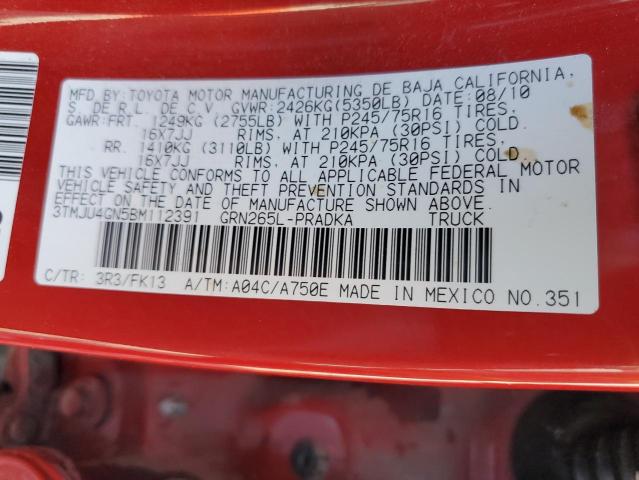 MFD BY:TOYOTA MOTOR MANUFACTURING DE BAJA CALIFORNIA,
S. DE R.L. DE C.V. GVWR:2426KG(5350LB) DATE:08/10
GAWR:FRT. 1249KG (2755LB) WITH P245/75R16 TIRES,
16X7JJ RIMS, AT 210KPA (30PSI) COLD
RR. 1410KG (3110LB) WITH P245/75R16 TIRES,
16X7JJ RIMS, AT 210KPA (30PSI) COLD
THIS VEHICLE CONFORMS TO ALL APPLICABLE FEDERAL MOTOR
VEHICLE SAFETY AND THEFT PREVENTION STANDARDS IN
EFFECT ON THE DATE OF MANUFACTURE SHOWN ABOVE.
3TMJU4GN5BM112391 GRN265L-PRADKA TRUCK
C/TR: 3R3/FK13 A/TM:A04C/A750E MADE IN MEXICO NO.351